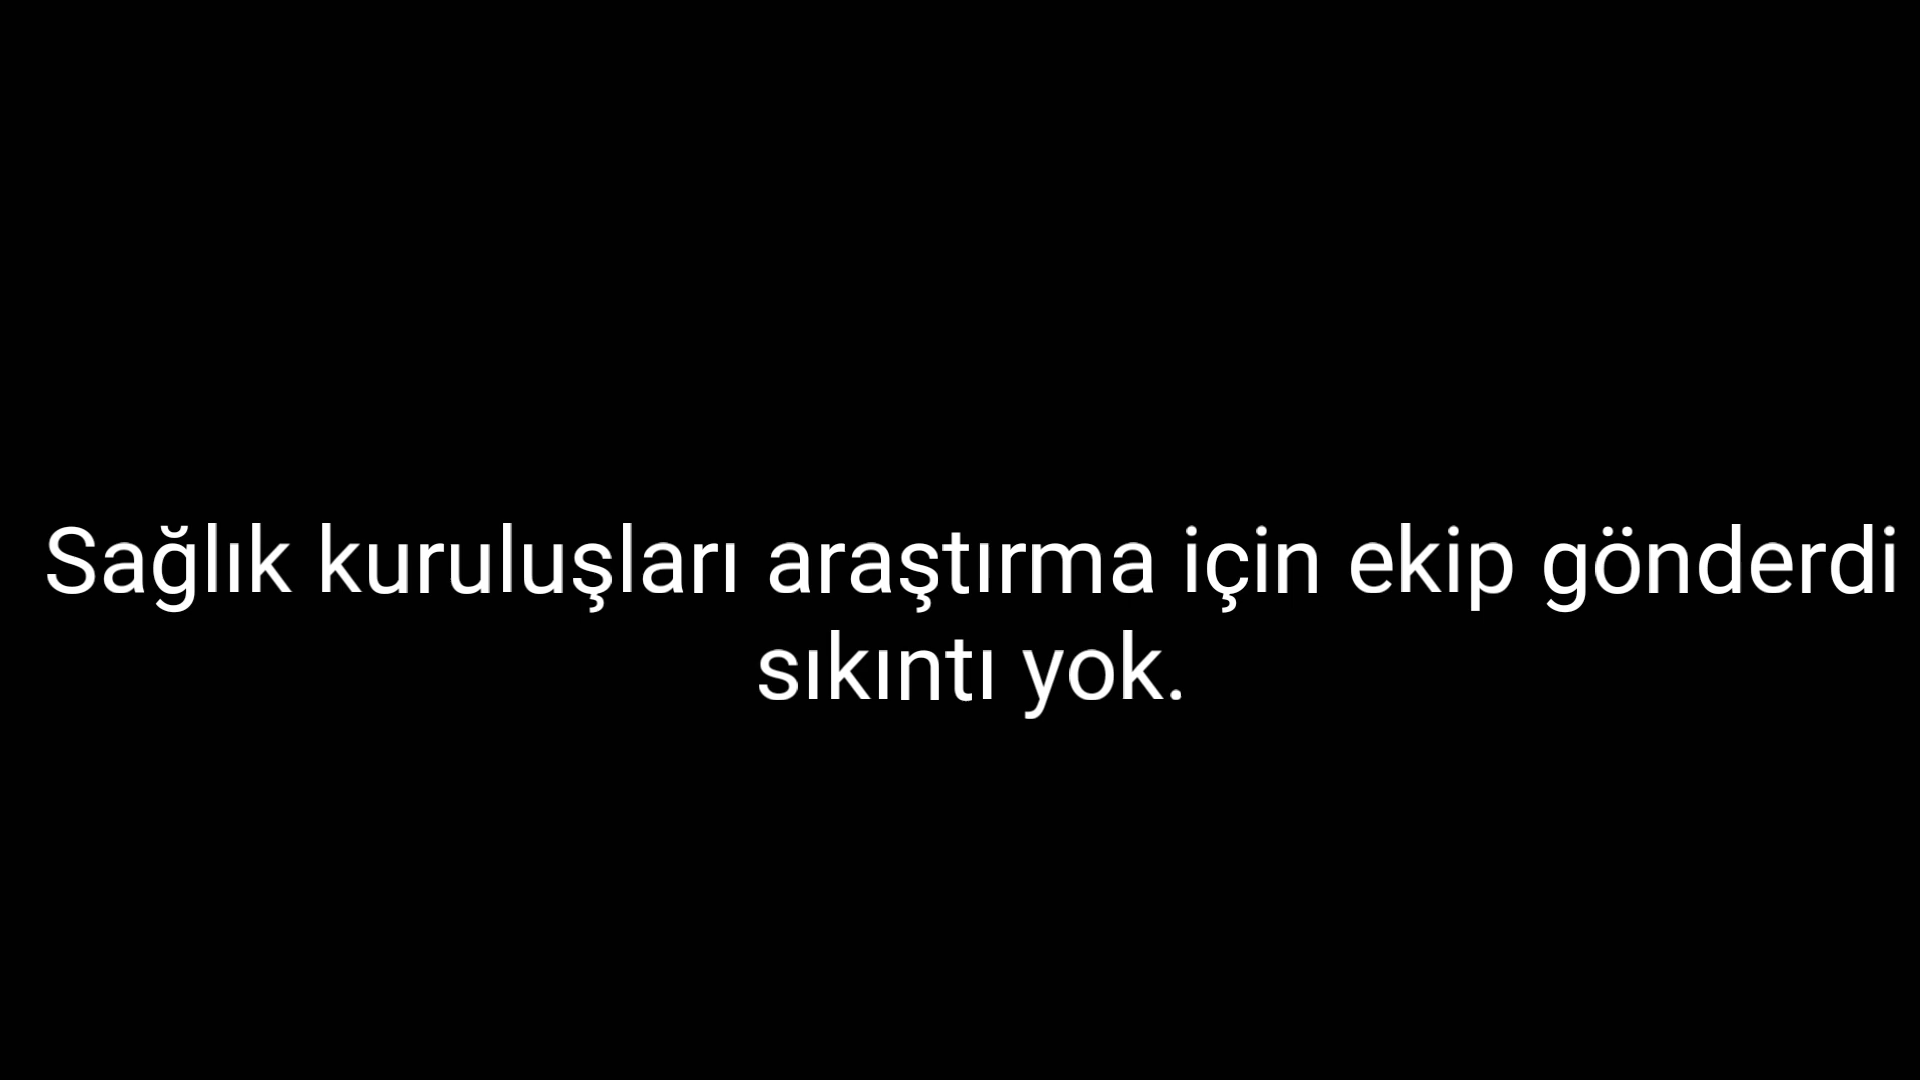 Sağlık kuruluşları araştırma için ekip gönderdi
sıkıntı yok.